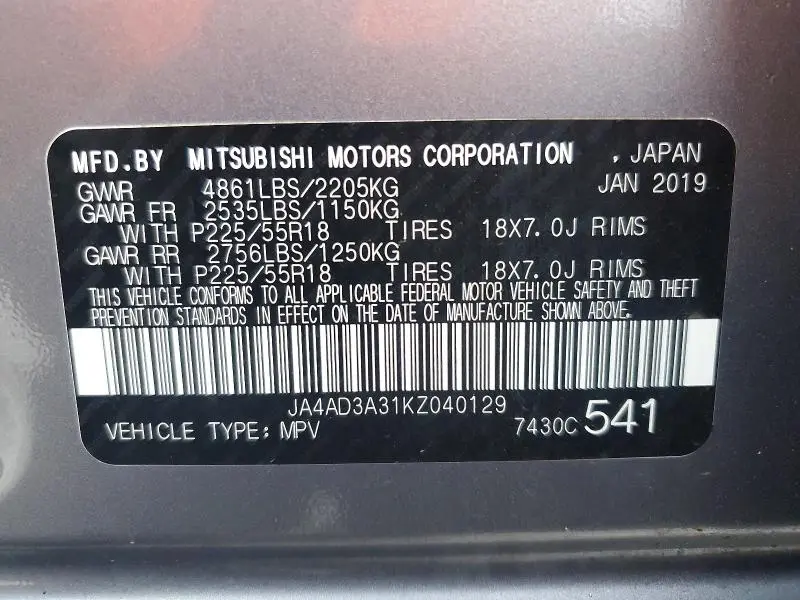 MFD.BY MITSUBISHI MOTORS CORPORATION , JAPAN
GVWR 4861LBS/2205KG JAN 2019
GAWR FR 2535LBS/1150KG
WITH P225/55R18 TIRES 18X7.0J RIMS
GAWR RR 2756LBS/1250KG
WITH P225/55R18 TIRES 18X7.0J RIMS
THIS VEHICLE CONFORMS TO ALL APPLICABLE FEDERAL MOTOR VEHICLE SAFETY AND THEFT
PREVENTION STANDARDS IN EFFECT ON THE DATE OF MANUFACTURE SHOWN ABOVE.
JA4AD3A31KZ040129
VEHICLE TYPE: MPV 7430C 541